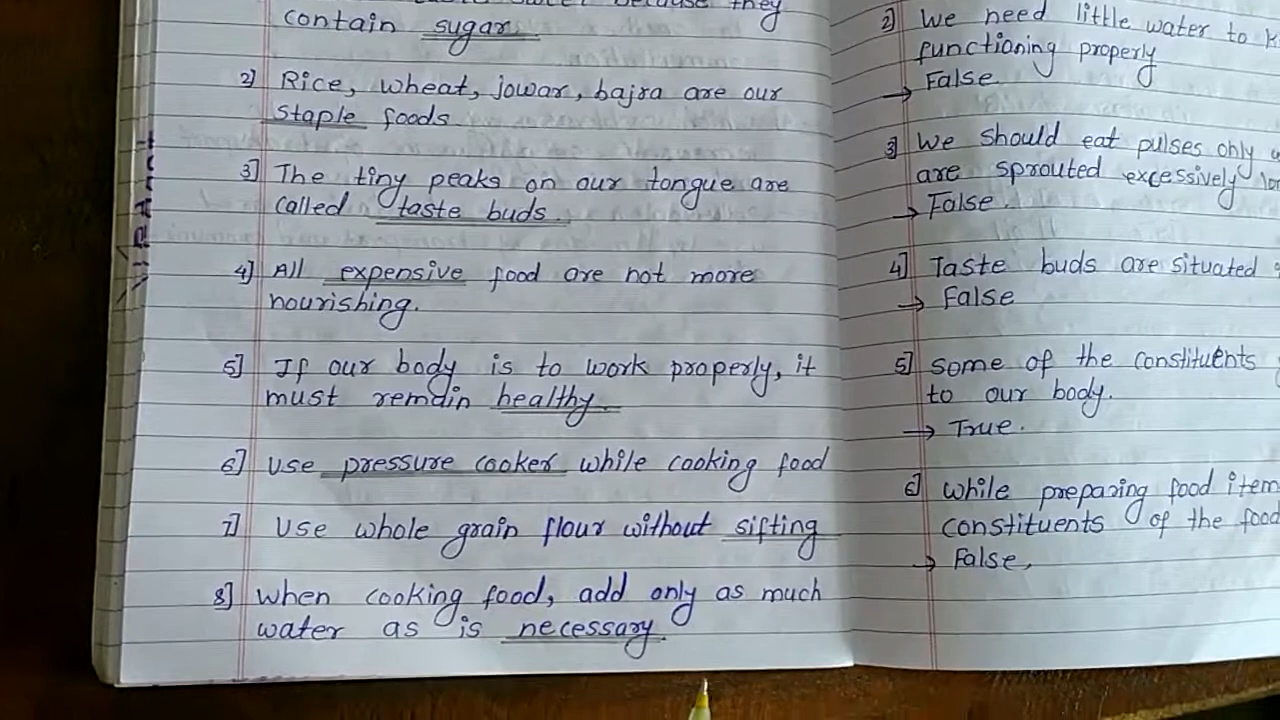 contain sugar.
2] Rice, wheat, jowar, bajra are our
staple foods
3] The tiny peaks on our tongue are
called taste buds.
4] All expensive food are not more
nourishing.
5] If our body is to work properly, it
must remain healthy.
6] Use pressure cooker while cooking food
7] Use whole grain flour without sifting
8] When cooking food, add only as much
water as is necessary.
2] We need little water to
functioning properly
→ False.
3] We should eat pulses only
are sprouted excessively
→ False.
4] Taste buds are situated
→ False
5] Some of the constituents
to our body.
→ True.
6] while preparing food item
constituents of the food
→ False.